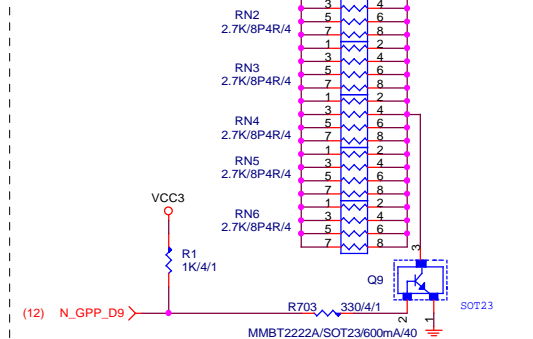 3 4
RN2 5 6
2.7K/8P4R/4 7 8
1 2
RN3 3 4
2.7K/8P4R/4 5 6
7 8
1 2
RN4 3 4
2.7K/8P4R/4 5 6
7 8
RN5 1 2
2.7K/8P4R/4 3 4
5 6
7 8
RN6 1 2
2.7K/8P4R/4 3 4
5 6
7 8
VCC3
R1
1K/4/1
3
Q9
SOT23
(12) N_GPP_D9
R703 330/4/1
2 1
MMBT2222A/SOT23/600mA/40